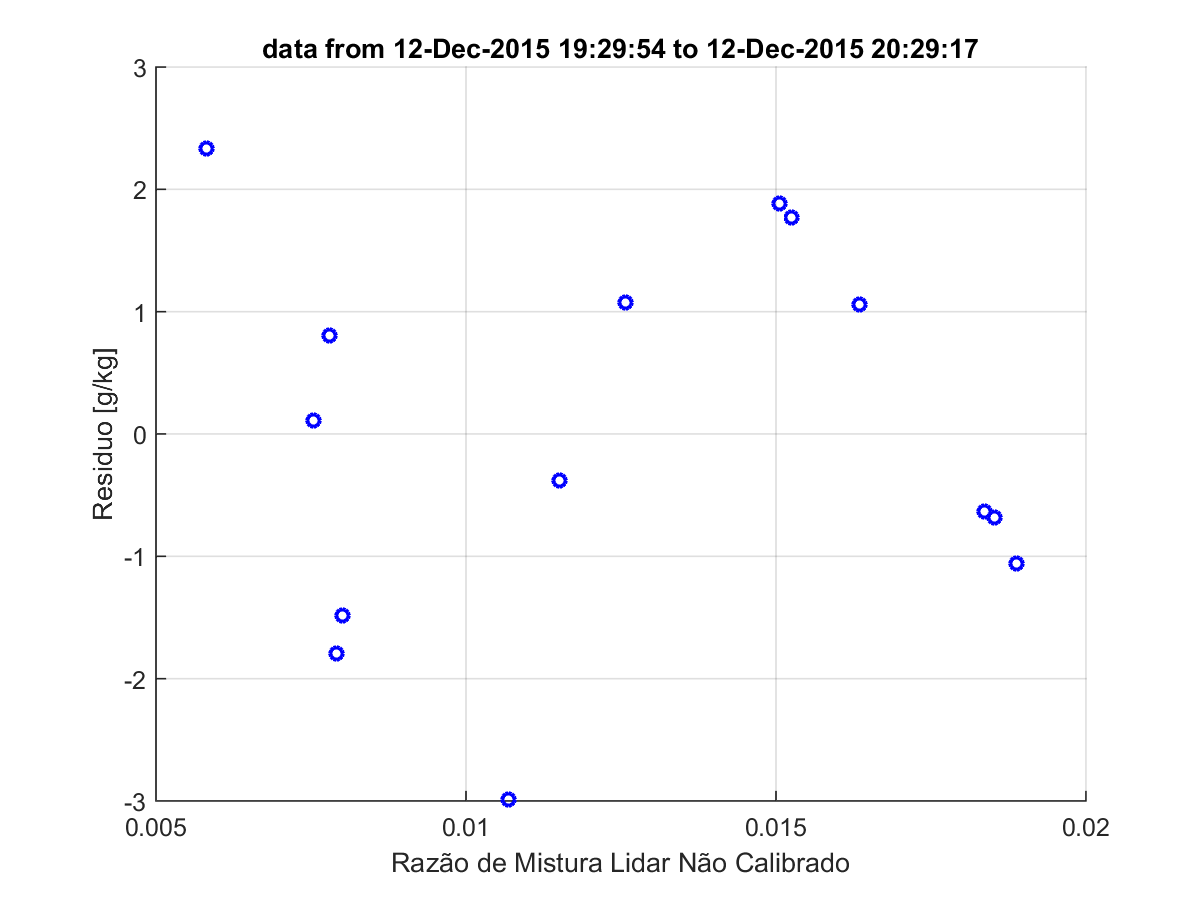 data from 12-Dec-2015 19:29:54 to 12-Dec-2015 20:29:17
3
2
1
0
-1
-2
-3
Residuo [g/kg]
0.005 0.01 0.015 0.02
Razão de Mistura Lidar Não Calibrado